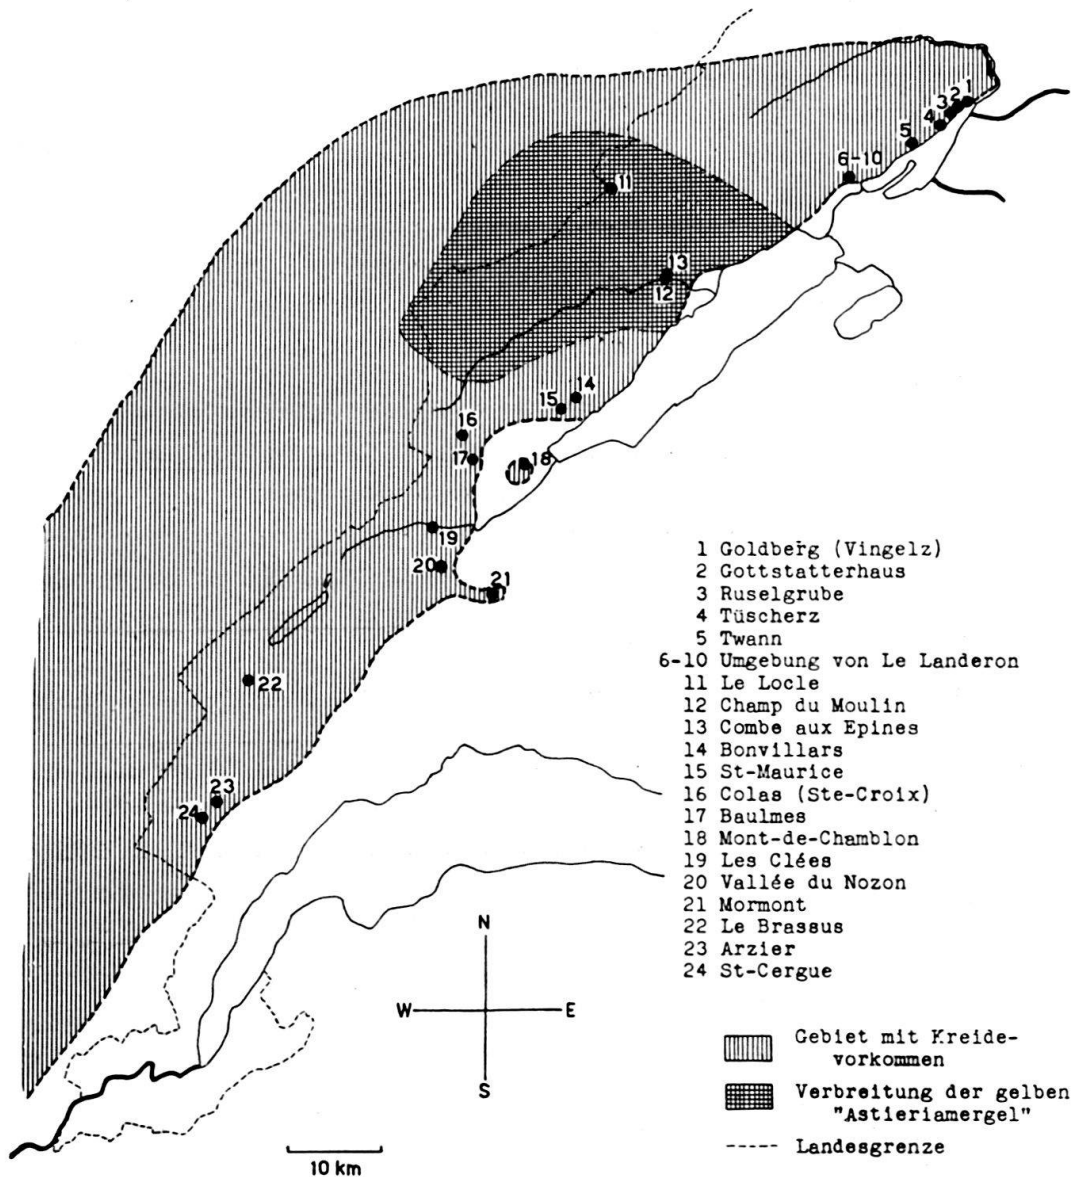 1
2
3
4
5
6-10
11
13
12
14
15
16
17
18
19
20
21
22
23
24
1 Goldberg (Vingelz)
2 Gottstatterhaus
3 Ruselgrube
4 Tüscherz
5 Twann
6-10 Umgebung von Le Landeron
11 Le Locle
12 Champ du Moulin
13 Combe aux Epines
14 Bonvillars
15 St-Maurice
16 Colas (Ste-Croix)
17 Baulmes
18 Mont-de-Chamblon
19 Les Clées
20 Vallée du Nozon
21 Mormont
22 Le Brassus
23 Arzier
24 St-Cergue
N
W
E
S
Gebiet mit Kreide-
vorkommen
Verbreitung der gelben
"Astieriamergel"
Landesgrenze
10 km